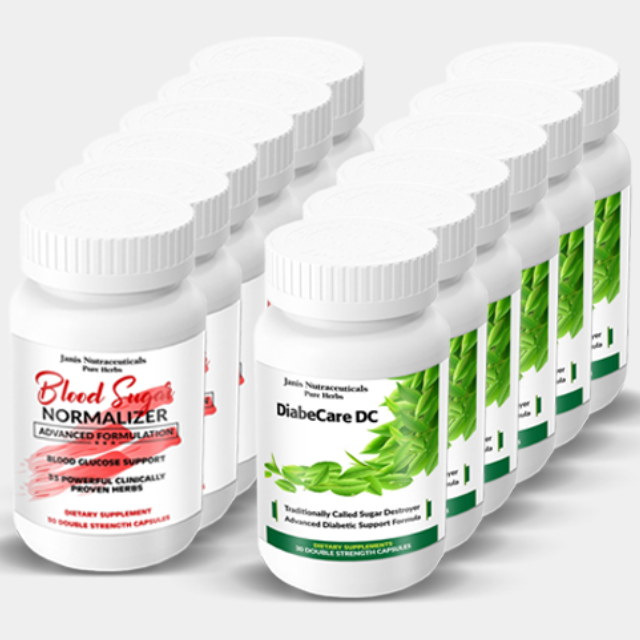 Janis Nutraceuticals
Pure Herbs
Blood Sugar
NORMALIZER
ADVANCED FORMULATION
BLOOD GLUCOSE SUPPORT
33 POWERFUL CLINICALLY
PROVEN HERBS
DIETARY SUPPLEMENT
30 DOUBLE STRENGTH CAPSULES
Janis Nutraceuticals
Pure Herbs
DiabeCare DC
Traditionally Called Sugar Destroyer
Advanced Diabetic Support Formula
DIETARY SUPPLEMENTS
30 DOUBLE STRENGTH CAPSULES